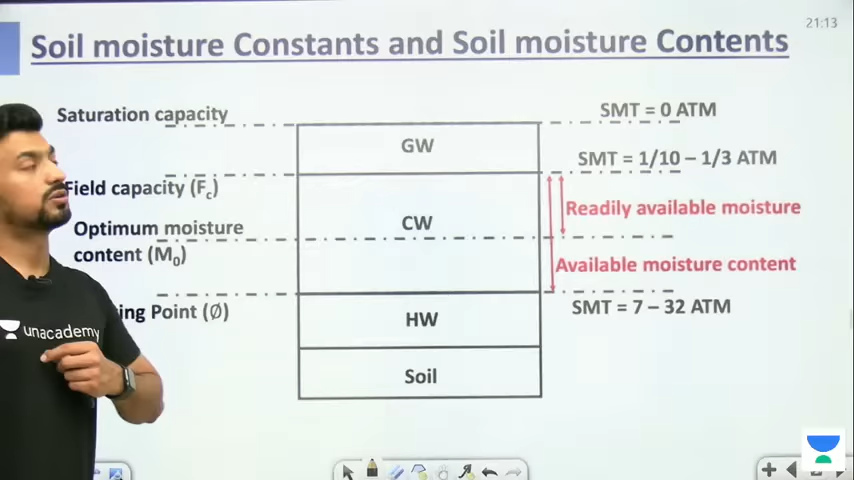 21:13
Soil moisture Constants and Soil moisture Contents
Saturation capacity
SMT = 0 ATM
GW
SMT = 1/10 – 1/3 ATM
Field capacity (Fc)
Readily available moisture
Optimum moisture
content (M0)
CW
Available moisture content
ing Point (Ø)
SMT = 7 – 32 ATM
HW
Soil
unacademy